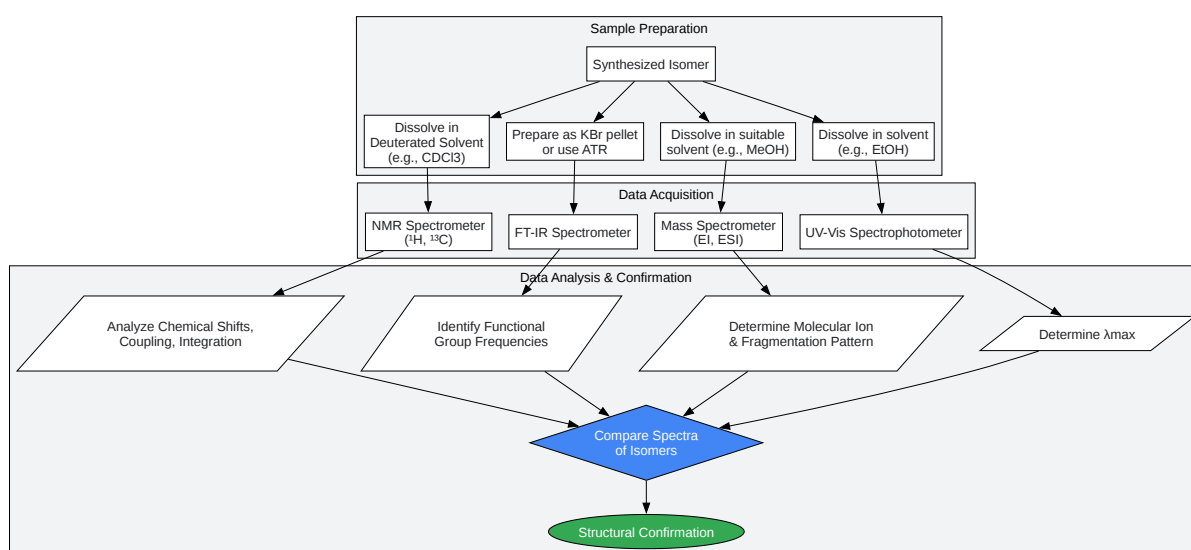 Sample Preparation
Synthesized Isomer
Dissolve in
Deuterated Solvent
(e.g., CDCl3)
Prepare as KBr pellet
or use ATR
Dissolve in suitable
solvent (e.g., MeOH)
Dissolve in solvent
(e.g., EtOH)
Data Acquisition
NMR Spectrometer
(¹H, ¹³C)
FT-IR Spectrometer
Mass Spectrometer
(EI, ESI)
UV-Vis Spectrophotometer
Data Analysis & Confirmation
Analyze Chemical Shifts,
Coupling, Integration
Identify Functional
Group Frequencies
Determine Molecular Ion
& Fragmentation Pattern
Determine λmax
Compare Spectra
of Isomers
Structural Confirmation